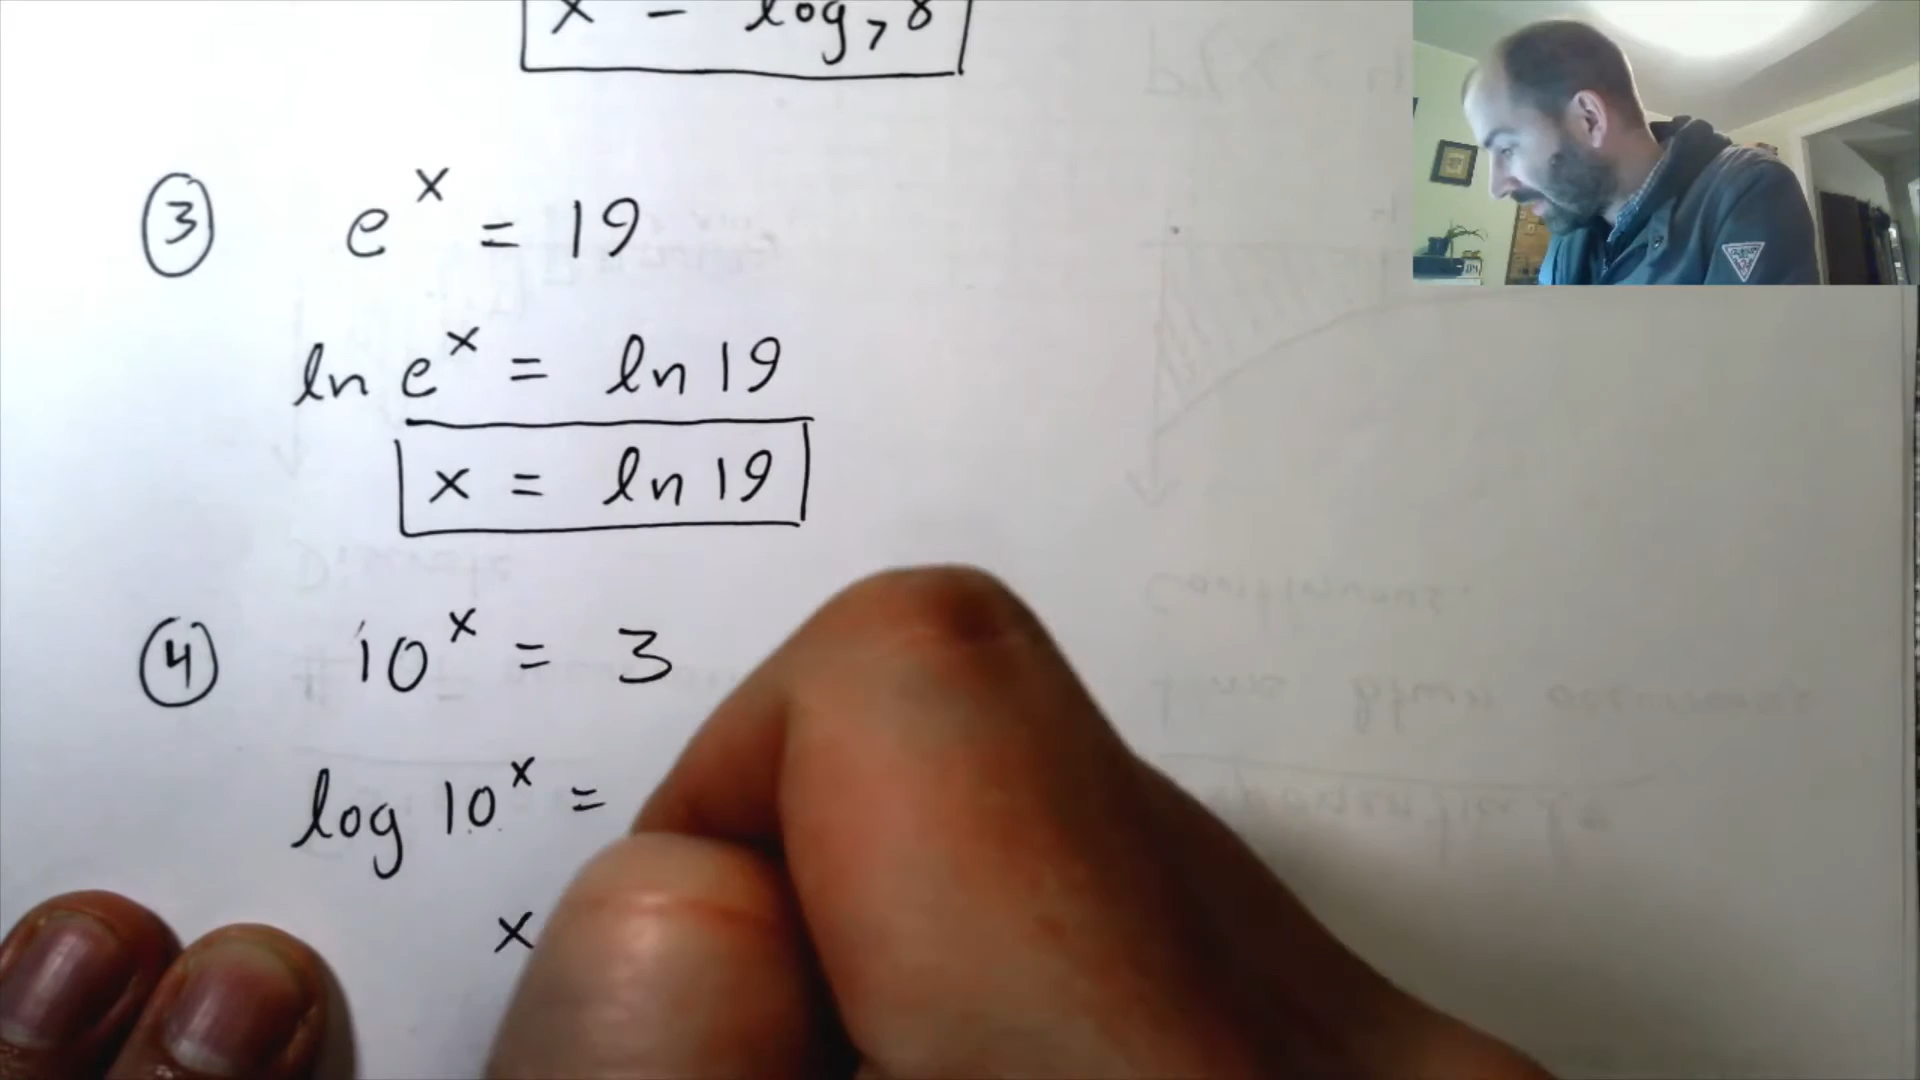 x = log₇ 8
③ eˣ = 19
ln eˣ = ln 19
x = ln 19
④ 10ˣ = 3
log 10ˣ =
x